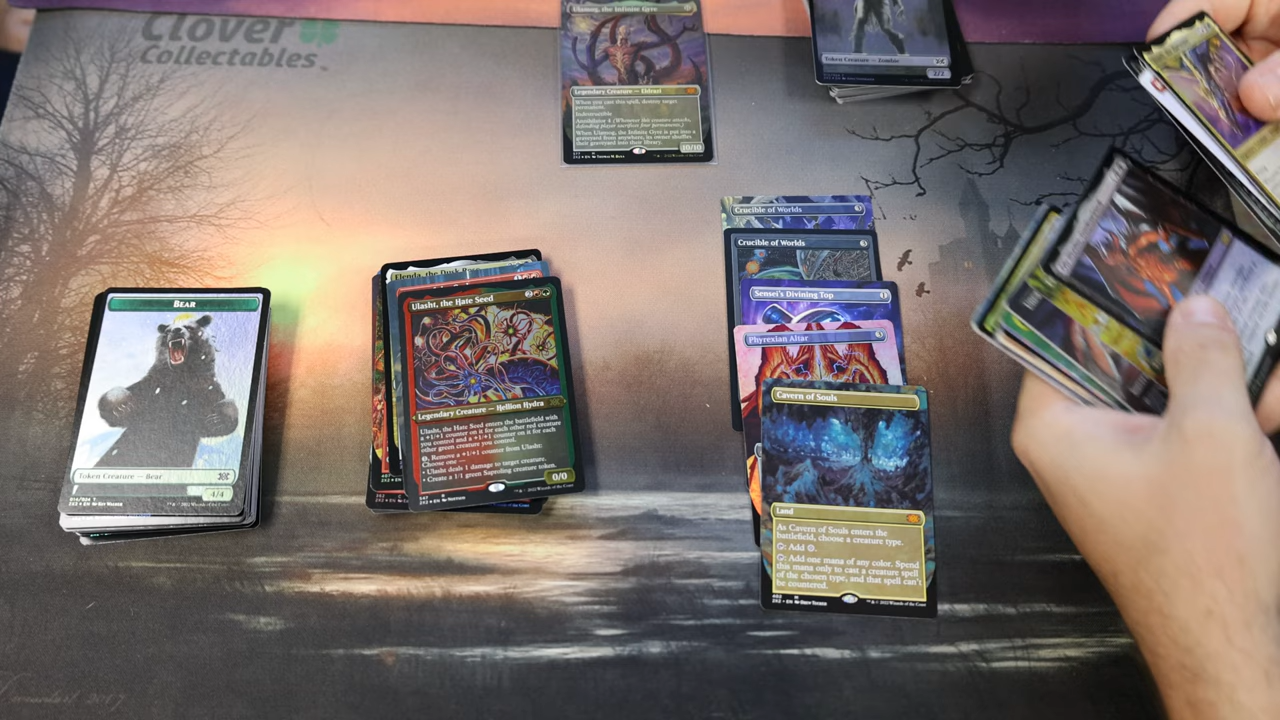 Clover
Collectables
Ulamog, the Infinite Gyre
Legendary Creature — Eldrazi
When you cast this spell, destroy target
permanent.
Indestructible
Annihilator 4 (Whenever this creature attacks,
defending player sacrifices four permanents.)
When Ulamog, the Infinite Gyre is put into a
graveyard from anywhere, its owner shuffles
their graveyard into their library.
10/10
Token Creature — Zombie
2/2
Crucible of Worlds
Crucible of Worlds
Sensei's Divining Top
Phyrexian Altar
Cavern of Souls
Land
As Cavern of Souls enters the
battlefield, choose a creature type.
: Add
: Add one mana of any color. Spend
this mana only to cast a creature spell
of the chosen type, and that spell can't
be countered.
Elenda, the Dusk
Ulasht, the Hate Seed
2
Legendary Creature — Hellion Hydra
Ulasht, the Hate Seed enters the battlefield with
a +1/+1 counter on it for each other red creature
you control and a +1/+1 counter on it for each
other green creature you control.
1, Remove a +1/+1 counter from Ulasht:
Choose one —
• Ulasht deals 1 damage to target creature.
• Create a 1/1 green Saproling creature token.
0/0
Bear
Token Creature — Bear
4/4
2017